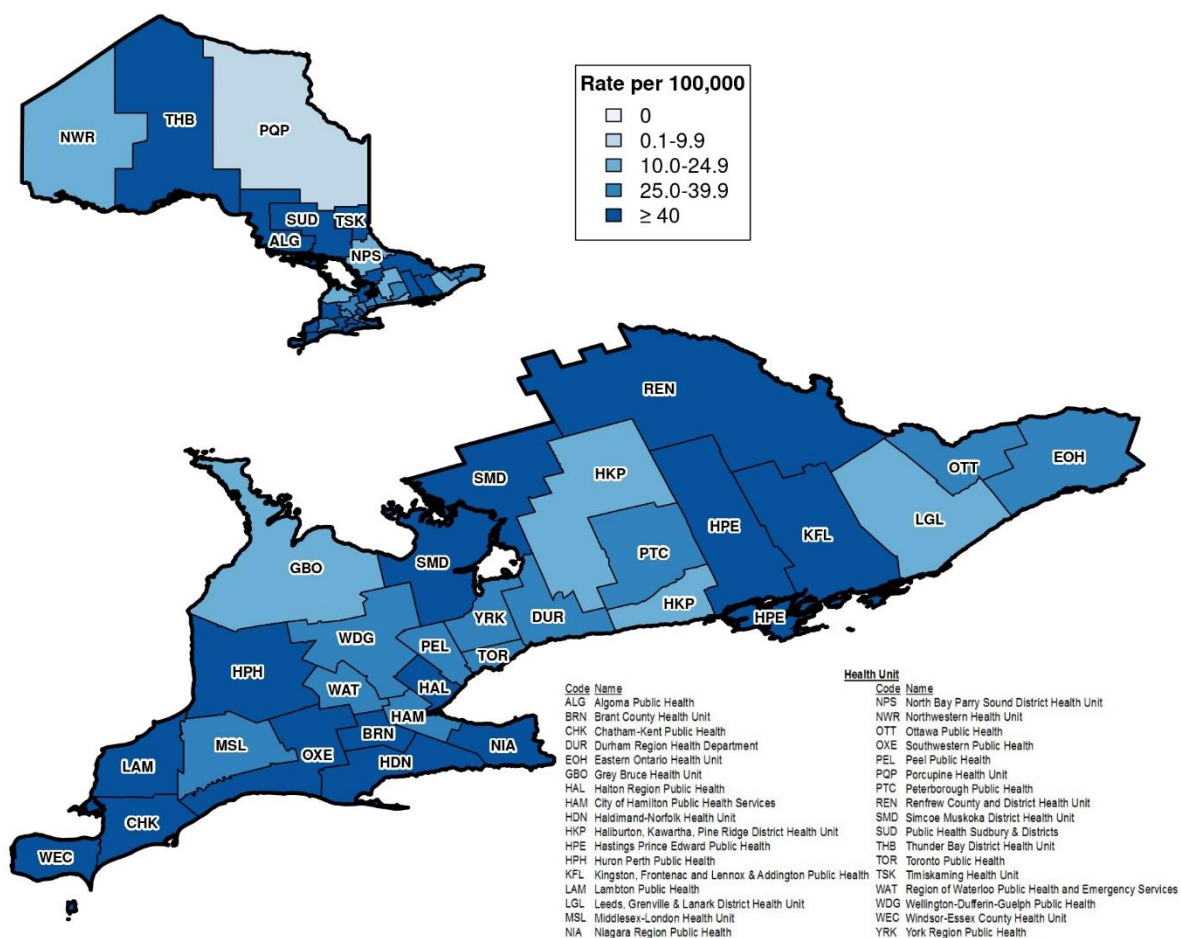 Rate per 100,000
0
0.1-9.9
10.0-24.9
25.0-39.9
≥ 40
NWR
THB
PQP
SUD
TSK
ALG
NPS
REN
SMD
HKP
OTT
EOH
LGL
HPE
KFL
PTC
SMD
GBO
HKP
HPE
YRK
DUR
WDG
PEL
TOR
HPH
WAT
HAL
HAM
BRN
MSL
OXE
NIA
HDN
LAM
CHK
WEC
Health Unit
Code Name
ALG Algoma Public Health
BRN Brant County Health Unit
CHK Chatham-Kent Public Health
DUR Durham Region Health Department
EOH Eastern Ontario Health Unit
GBO Grey Bruce Health Unit
HAL Halton Region Public Health
HAM City of Hamilton Public Health Services
HDN Haldimand-Norfolk Health Unit
HKP Haliburton, Kawartha, Pine Ridge District Health Unit
HPE Hastings Prince Edward Public Health
HPH Huron Perth Public Health
KFL Kingston, Frontenac and Lennox & Addington Public Health
LAM Lambton Public Health
LGL Leeds, Grenville & Lanark District Health Unit
MSL Middlesex-London Health Unit
NIA Niagara Region Public Health
Code Name
NPS North Bay Parry Sound District Health Unit
NWR Northwestern Health Unit
OTT Ottawa Public Health
OXE Southwestern Public Health
PEL Peel Public Health
PQP Porcupine Health Unit
PTC Peterborough Public Health
REN Renfrew County and District Health Unit
SMD Simcoe Muskoka District Health Unit
SUD Public Health Sudbury & Districts
THB Thunder Bay District Health Unit
TOR Toronto Public Health
TSK Timiskaming Health Unit
WAT Region of Waterloo Public Health and Emergency Services
WDG Wellington-Dufferin-Guelph Public Health
WEC Windsor-Essex County Health Unit
YRK York Region Public Health